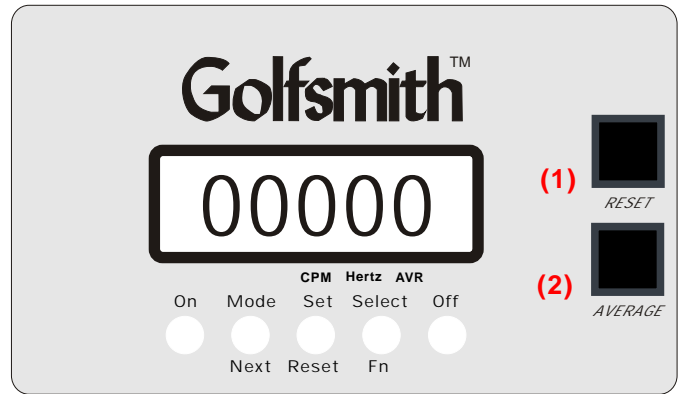 Golfsmith™
00000
(1)
RESET
CPM Hertz AVR
(2)
On Mode Set Select Off
AVERAGE
Next Reset Fn